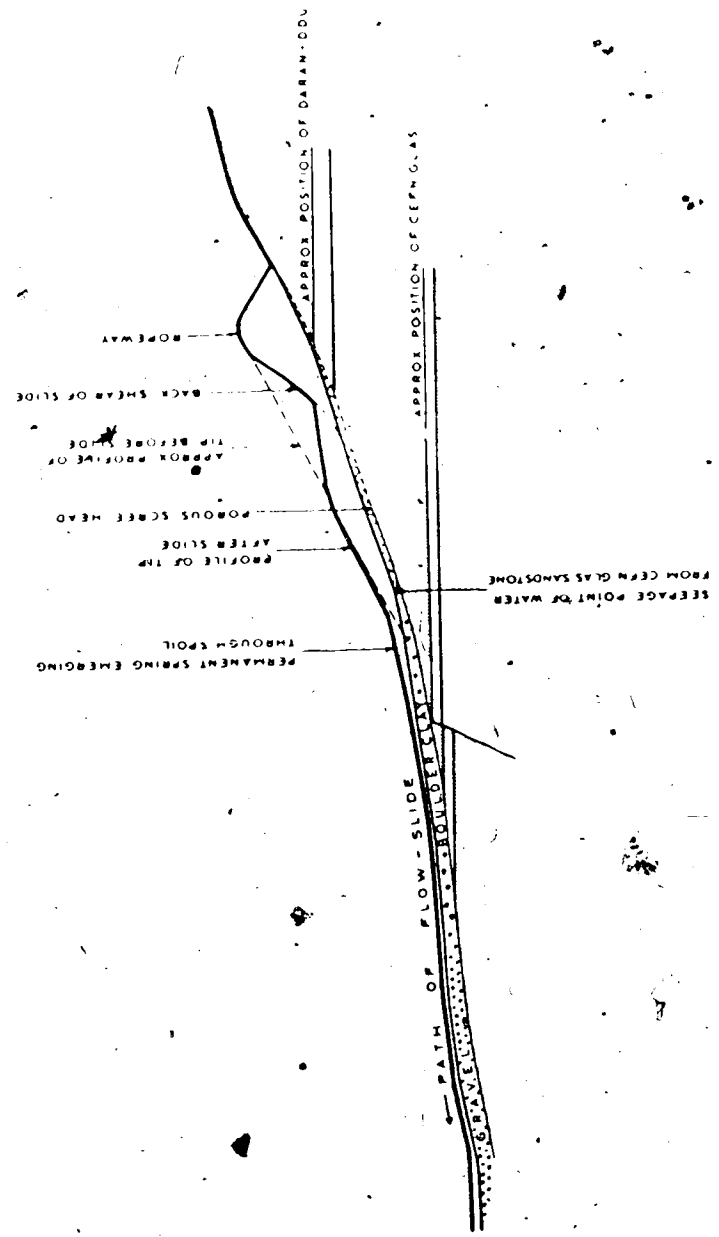 APPROX POSITION OF DARAN-DDU
APPROX POSITION OF CEFN GLAS
ROPEWAY
BACK SHEAR OF SLIDE
APPROX PROFILE OF
TIP BEFORE SLIDE
POROUS SCREE HEAD
PROFILE OF TIP
AFTER SLIDE
SEEPAGE POINT OF WATER
FROM CEFN GLAS SANDSTONE
PERMANENT SPRING EMERGING
THROUGH SPOIL
BOULDER CLAY
PATH OF FLOW-SLIDE
GRAVEL